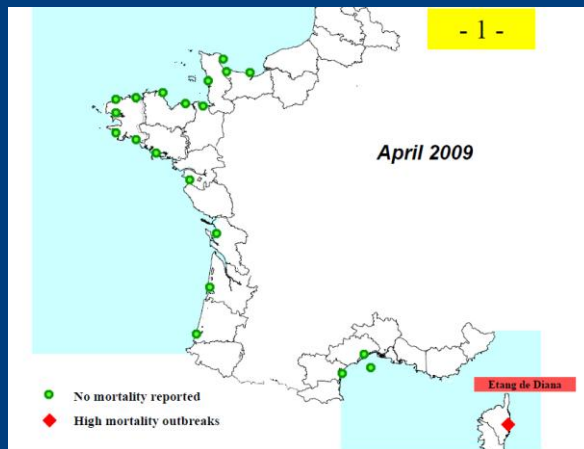 - 1 -
April 2009
Etang de Diana
No mortality reported
High mortality outbreaks